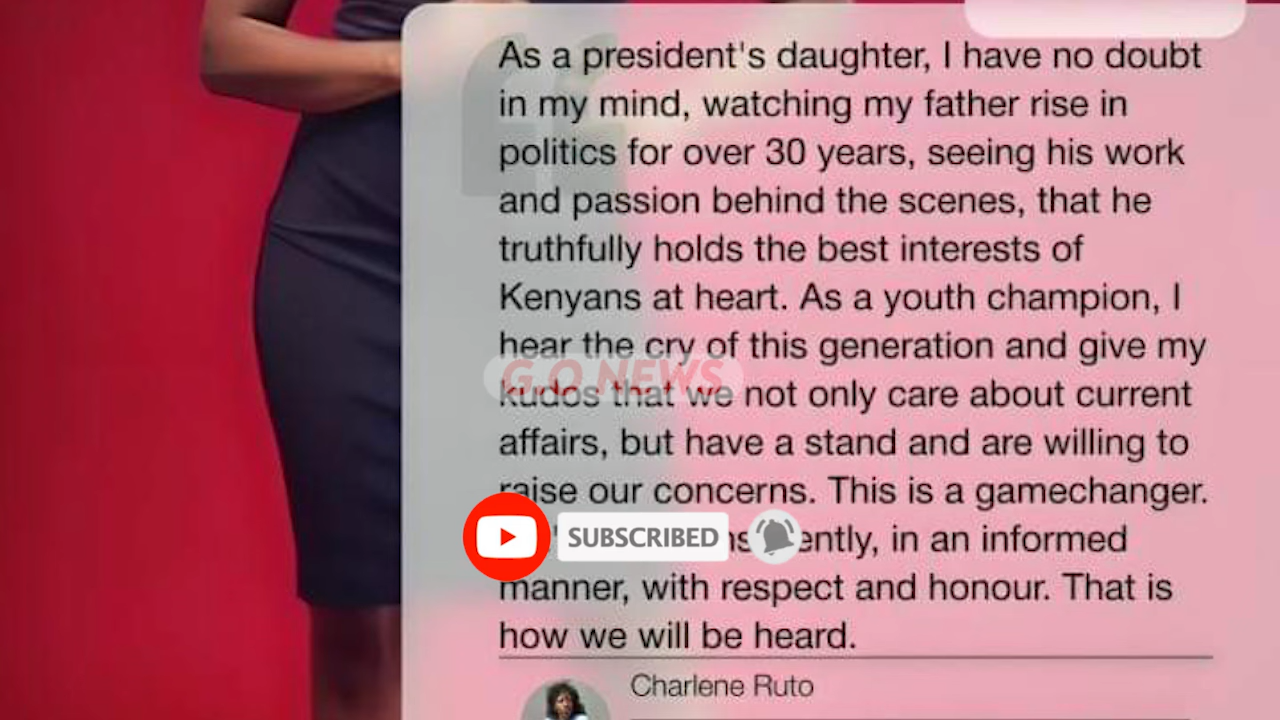 As a president's daughter, I have no doubt
in my mind, watching my father rise in
politics for over 30 years, seeing his work
and passion behind the scenes, that he
truthfully holds the best interests of
Kenyans at heart. As a youth champion, I
hear the cry of this generation and give my
G.O NEWS
kudos that we not only care about current
affairs, but have a stand and are willing to
raise our concerns. This is a gamechanger.
SUBSCRIBED
in an informed
manner, with respect and honour. That is
how we will be heard.
Charlene Ruto